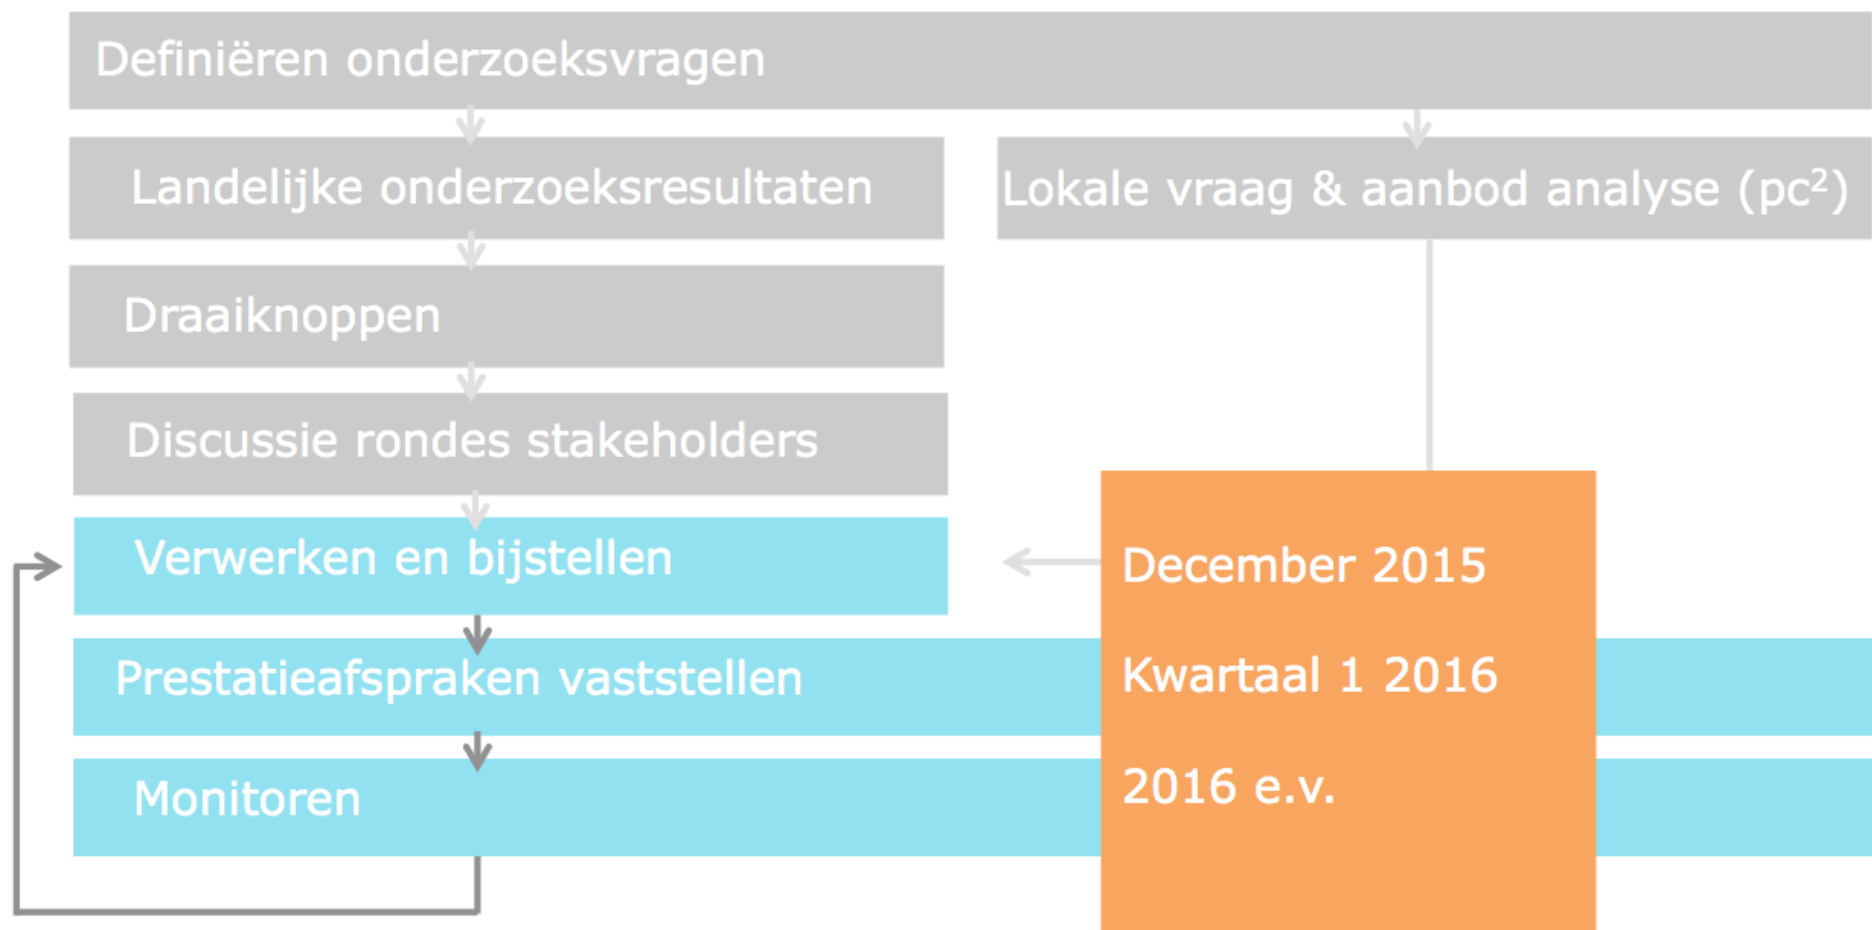 Definiëren onderzoeksvragen
Landelijke onderzoeksresultaten
Lokale vraag & aanbod analyse (pc²)
Draaiknoppen
Discussie rondes stakeholders
Verwerken en bijstellen
December 2015
Prestatieafspraken vaststellen
Kwartaal 1 2016
Monitoren
2016 e.v.